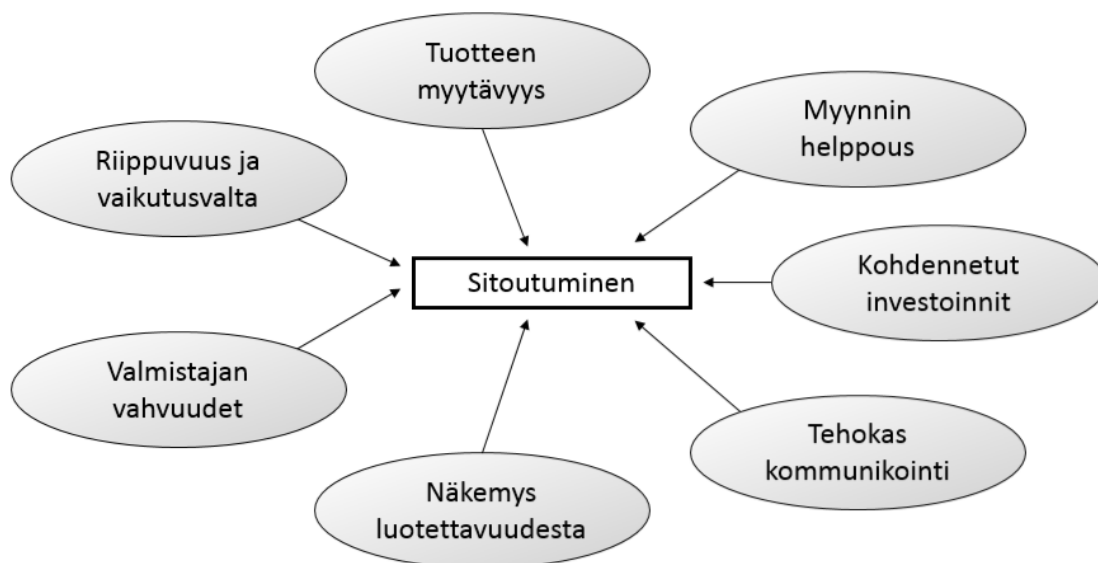 Tuotteen
myytävyys
Myynnin
helppous
Riippuvuus ja
vaikutusvalta
Sitoutuminen
Kohdennetut
investoinnit
Valmistajan
vahvuudet
Tehokas
kommunikointi
Näkemys
luotettavuudesta